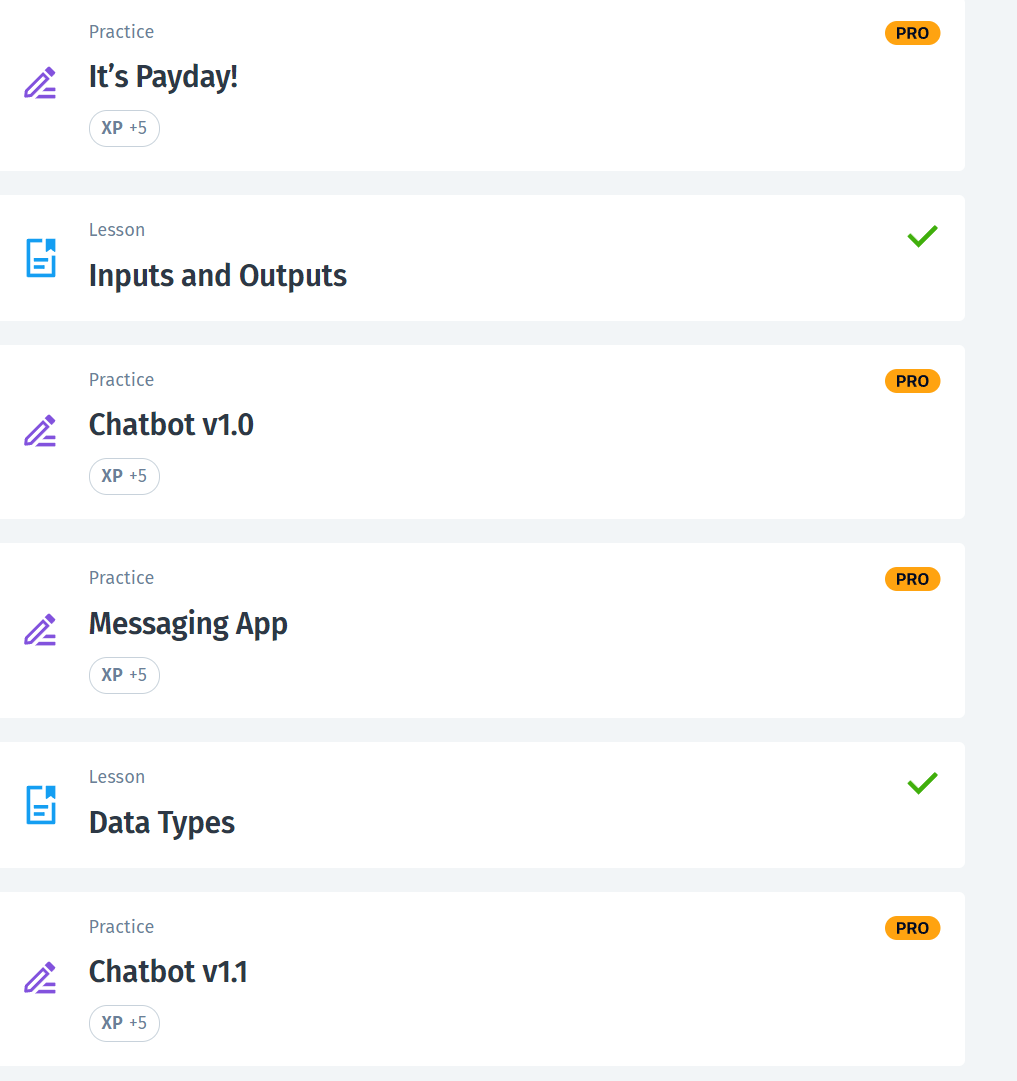 Practice
PRO
It’s Payday!
XP +5
Lesson
Inputs and Outputs
Practice
PRO
Chatbot v1.0
XP +5
Practice
PRO
Messaging App
XP +5
Lesson
Data Types
Practice
PRO
Chatbot v1.1
XP +5